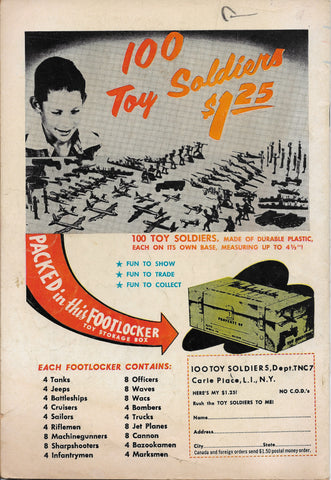 100
Toy Soldiers
$1.25
100 TOY SOLDIERS, MADE OF DURABLE PLASTIC,
EACH ON ITS OWN BASE, MEASURING UP TO 4½"!
★ FUN TO SHOW
★ FUN TO TRADE
★ FUN TO COLLECT
PACKED in this FOOTLOCKER
TOY STORAGE BOX
PROPERTY OF
EACH FOOTLOCKER CONTAINS:
4 Tanks
4 Jeeps
4 Battleships
4 Cruisers
4 Sailors
4 Riflemen
8 Machinegunners
8 Sharpshooters
4 Infantrymen
8 Officers
8 Waves
8 Wacs
4 Bombers
4 Trucks
8 Jet Planes
8 Cannon
4 Bazookamen
4 Marksmen
100 TOY SOLDIERS, Dept. TNC7
Carle Place, L.I., N.Y.
HERE'S MY $1.25! NO C.O.D.'s
Rush the TOY SOLDIERS TO ME!
Name
Address
City State
Canada and foreign orders send $1.50 postal money order.